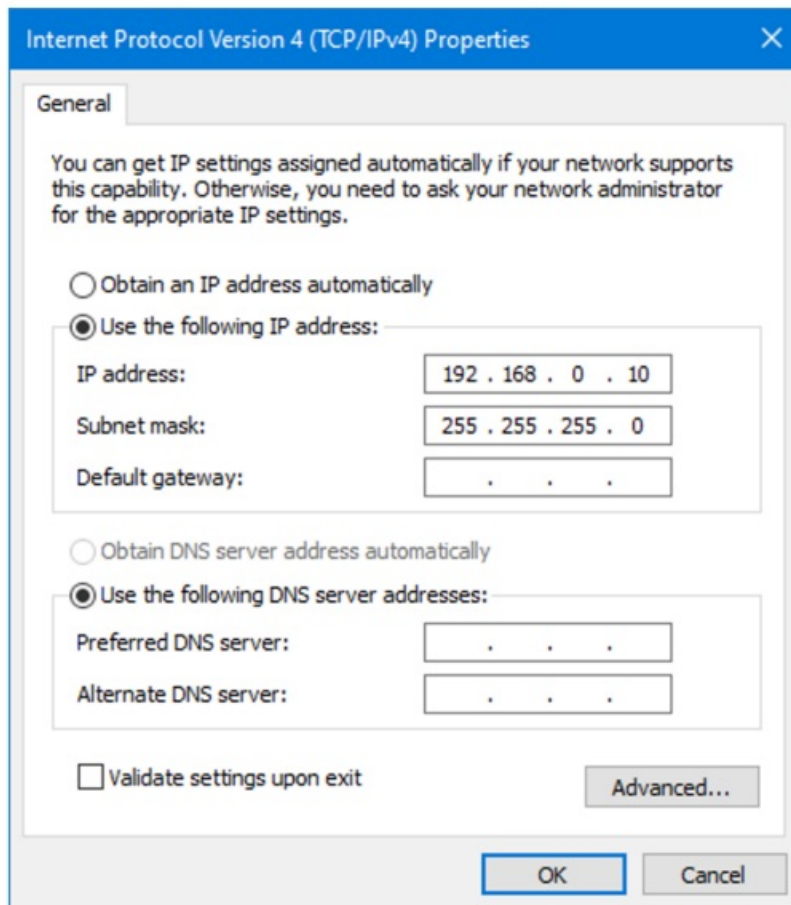 Internet Protocol Version 4 (TCP/IPv4) Properties
General
You can get IP settings assigned automatically if your network supports
this capability. Otherwise, you need to ask your network administrator
for the appropriate IP settings.
Obtain an IP address automatically
Use the following IP address:
IP address: 192 . 168 . 0 . 10
Subnet mask: 255 . 255 . 255 . 0
Default gateway: . . .
Obtain DNS server address automatically
Use the following DNS server addresses:
Preferred DNS server: . . .
Alternate DNS server: . . .
Validate settings upon exit
Advanced...
OK Cancel